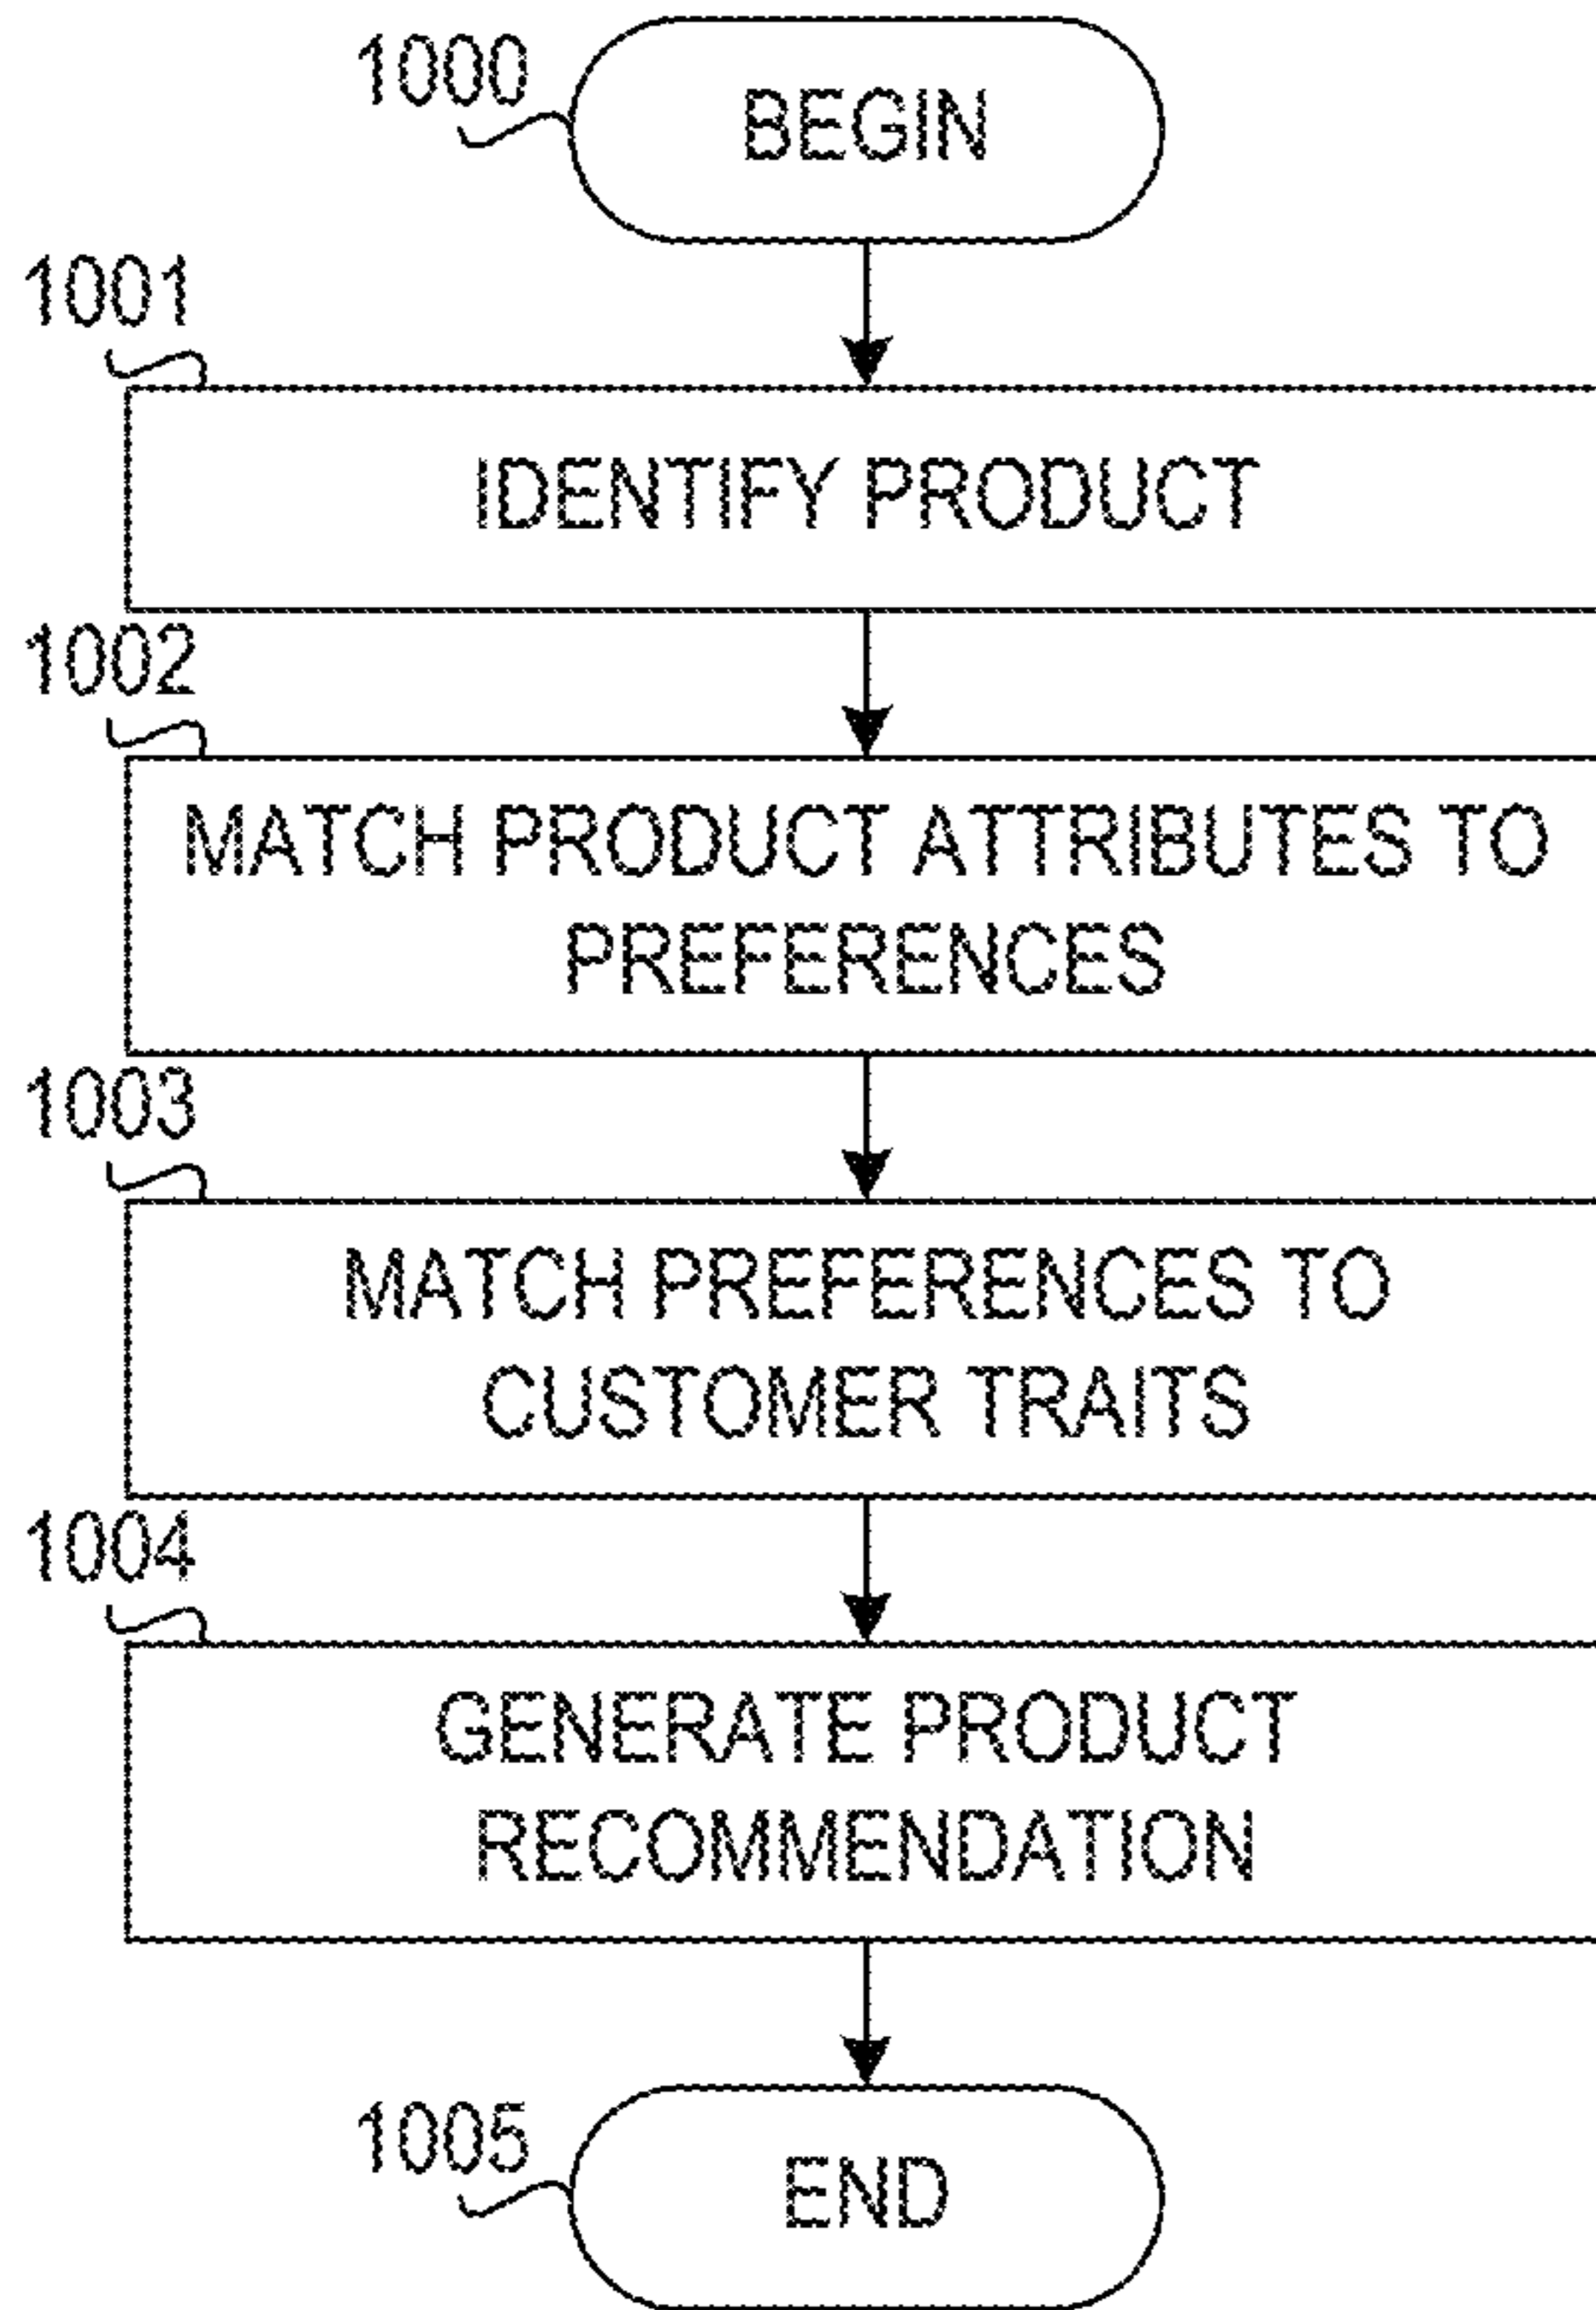 1000
BEGIN
1001
IDENTIFY PRODUCT
1002
MATCH PRODUCT ATTRIBUTES TO
PREFERENCES
1003
MATCH PREFERENCES TO
CUSTOMER TRAITS
1004
GENERATE PRODUCT
RECOMMENDATION
1005
END